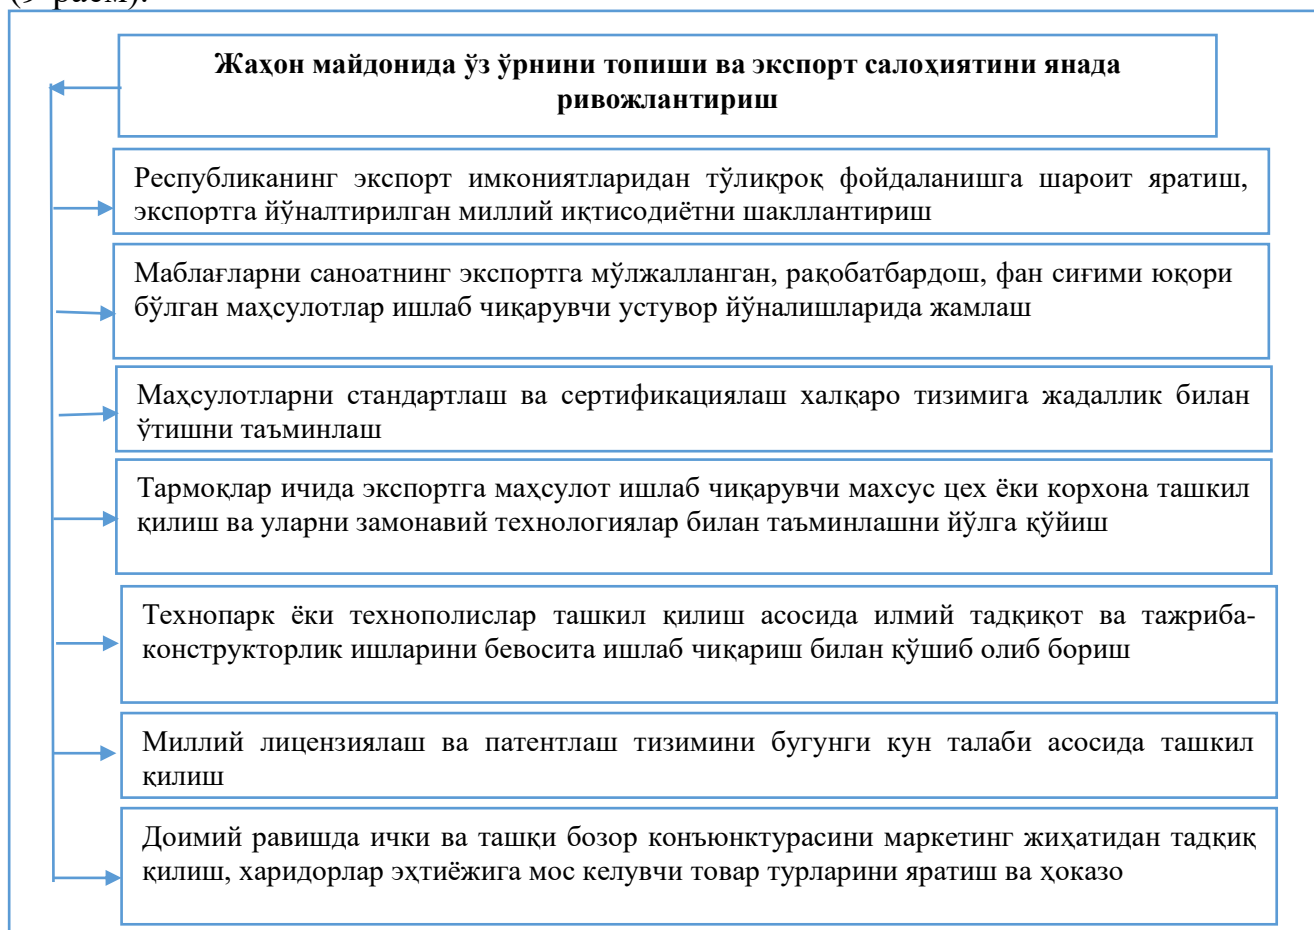 (9-расм).
Жаҳон майдонида ўз ўрнини топиши ва экспорт салоҳиятини янада
ривожлантириш
Республиканинг экспорт имкониятларидан тўлиқроқ фойдаланишга шароит яратиш,
экспортга йўналтирилган миллий иқтисодиётни шакллантириш
Маблағларни саноатнинг экспортга мўлжалланган, рақобатбардош, фан сиғими юқори
бўлган маҳсулотлар ишлаб чиқарувчи устувор йўналишларида жамлаш
Маҳсулотларни стандартлаш ва сертификациялаш халқаро тизимига жадаллик билан
ўтишни таъминлаш
Тармоқлар ичида экспортга маҳсулот ишлаб чиқарувчи махсус цех ёки корхона ташкил
қилиш ва уларни замонавий технологиялар билан таъминлашни йўлга қўйиш
Технопарк ёки технополислар ташкил қилиш асосида илмий тадқиқот ва тажриба-
конструкторлик ишларини бевосита ишлаб чиқариш билан қўшиб олиб бориш
Миллий лицензиялаш ва патентлаш тизимини бугунги кун талаби асосида ташкил
қилиш
Доимий равишда ички ва ташқи бозор конъюнктурасини маркетинг жиҳатидан тадқиқ
қилиш, харидорлар эҳтиёжига мос келувчи товар турларини яратиш ва ҳоказо